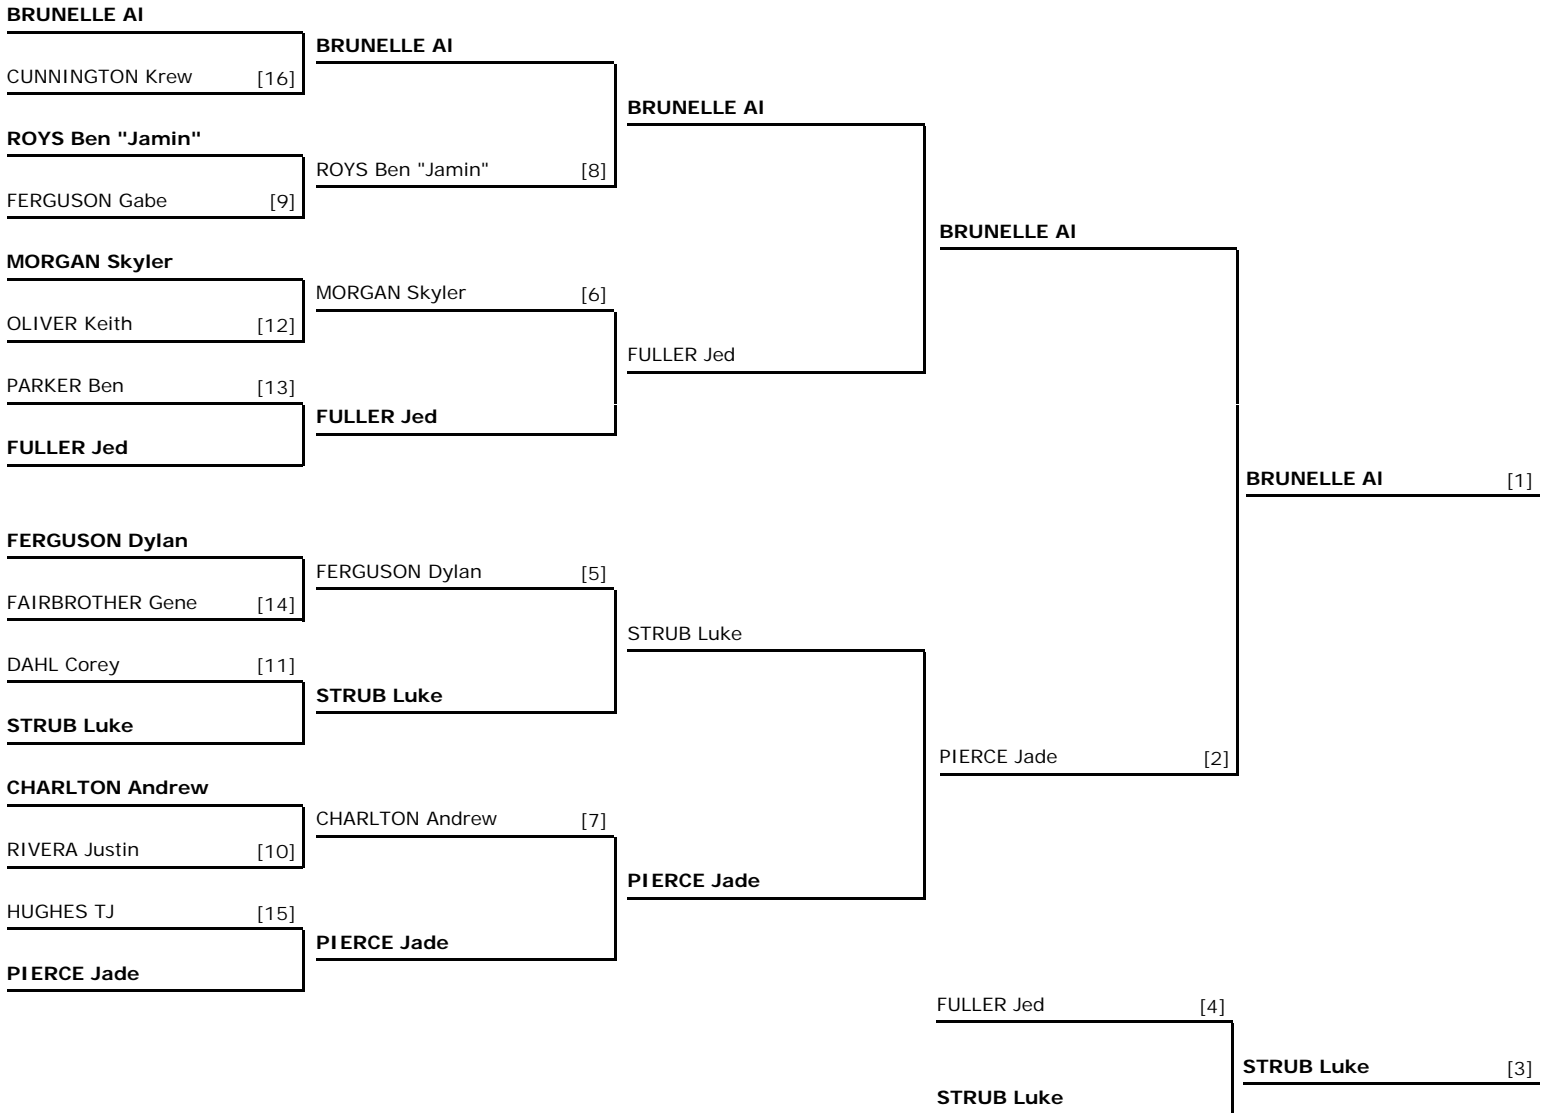 BRUNELLE Al
BRUNELLE Al
CUNNINGTON Krew [16]
BRUNELLE Al
ROYS Ben "Jamin"
ROYS Ben "Jamin" [8]
FERGUSON Gabe [9]
BRUNELLE Al
MORGAN Skyler
MORGAN Skyler [6]
OLIVER Keith [12]
FULLER Jed
PARKER Ben [13]
FULLER Jed
FULLER Jed
BRUNELLE Al [1]
FERGUSON Dylan
FERGUSON Dylan [5]
FAIRBROTHER Gene [14]
STRUB Luke
DAHL Corey [11]
STRUB Luke
STRUB Luke
PIERCE Jade [2]
CHARLTON Andrew
CHARLTON Andrew [7]
RIVERA Justin [10]
PIERCE Jade
HUGHES TJ [15]
PIERCE Jade
PIERCE Jade
FULLER Jed [4]
STRUB Luke [3]
STRUB Luke